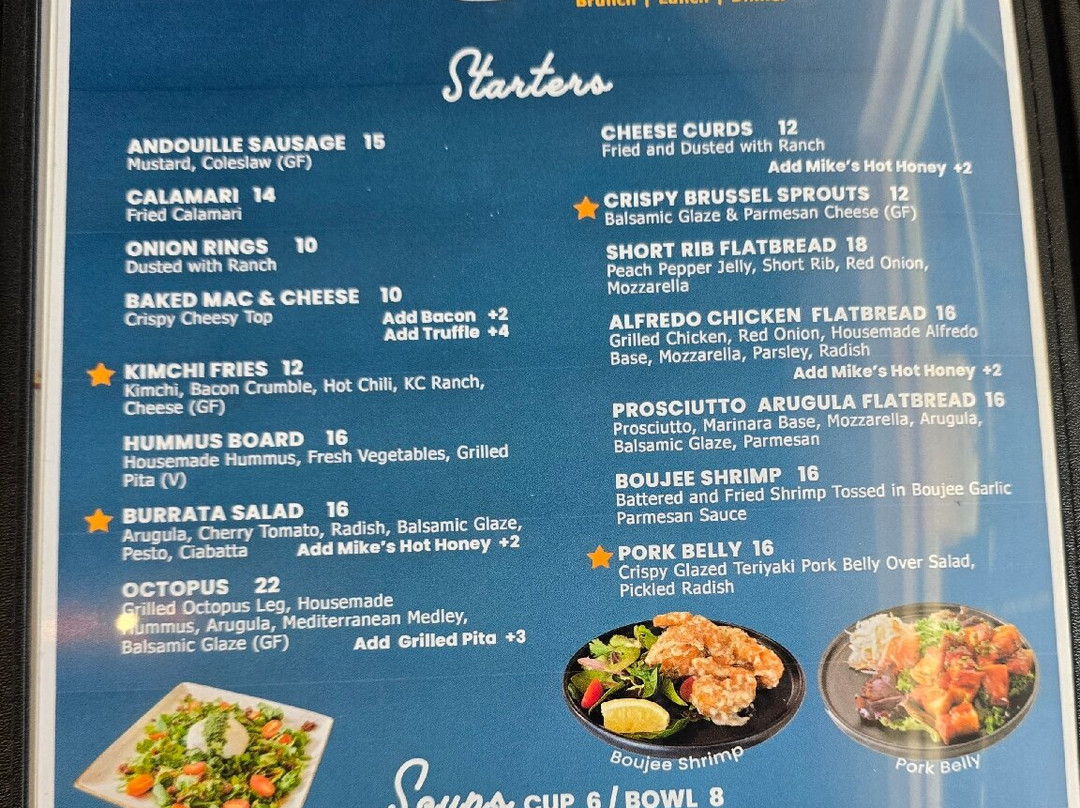 Brunch | Lunch | Dinner
Starters
ANDOUILLE SAUSAGE 15
Mustard, Coleslaw (GF)
CALAMARI 14
Fried Calamari
ONION RINGS 10
Dusted with Ranch
BAKED MAC & CHEESE 10
Crispy Cheesy Top
Add Bacon +2
Add Truffle +4
KIMCHI FRIES 12
Kimchi, Bacon Crumble, Hot Chili, KC Ranch,
Cheese (GF)
HUMMUS BOARD 16
Housemade Hummus, Fresh Vegetables, Grilled
Pita (V)
BURRATA SALAD 16
Arugula, Cherry Tomato, Radish, Balsamic Glaze,
Pesto, Ciabatta Add Mike's Hot Honey +2
OCTOPUS 22
Grilled Octopus Leg, Housemade
Hummus, Arugula, Mediterranean Medley,
Balsamic Glaze (GF) Add Grilled Pita +3
CHEESE CURDS 12
Fried and Dusted with Ranch
Add Mike's Hot Honey +2
CRISPY BRUSSEL SPROUTS 12
Balsamic Glaze & Parmesan Cheese (GF)
SHORT RIB FLATBREAD 18
Peach Pepper Jelly, Short Rib, Red Onion,
Mozzarella
ALFREDO CHICKEN FLATBREAD 16
Grilled Chicken, Red Onion, Housemade Alfredo
Base, Mozzarella, Parsley, Radish
Add Mike's Hot Honey +2
PROSCIUTTO ARUGULA FLATBREAD 16
Prosciutto, Marinara Base, Mozzarella, Arugula,
Balsamic Glaze, Parmesan
BOUJEE SHRIMP 16
Battered and Fried Shrimp Tossed in Boujee Garlic
Parmesan Sauce
PORK BELLY 16
Crispy Glazed Teriyaki Pork Belly Over Salad,
Pickled Radish
Boujee Shrimp
Pork Belly
Soups CUP 6 / BOWL 8